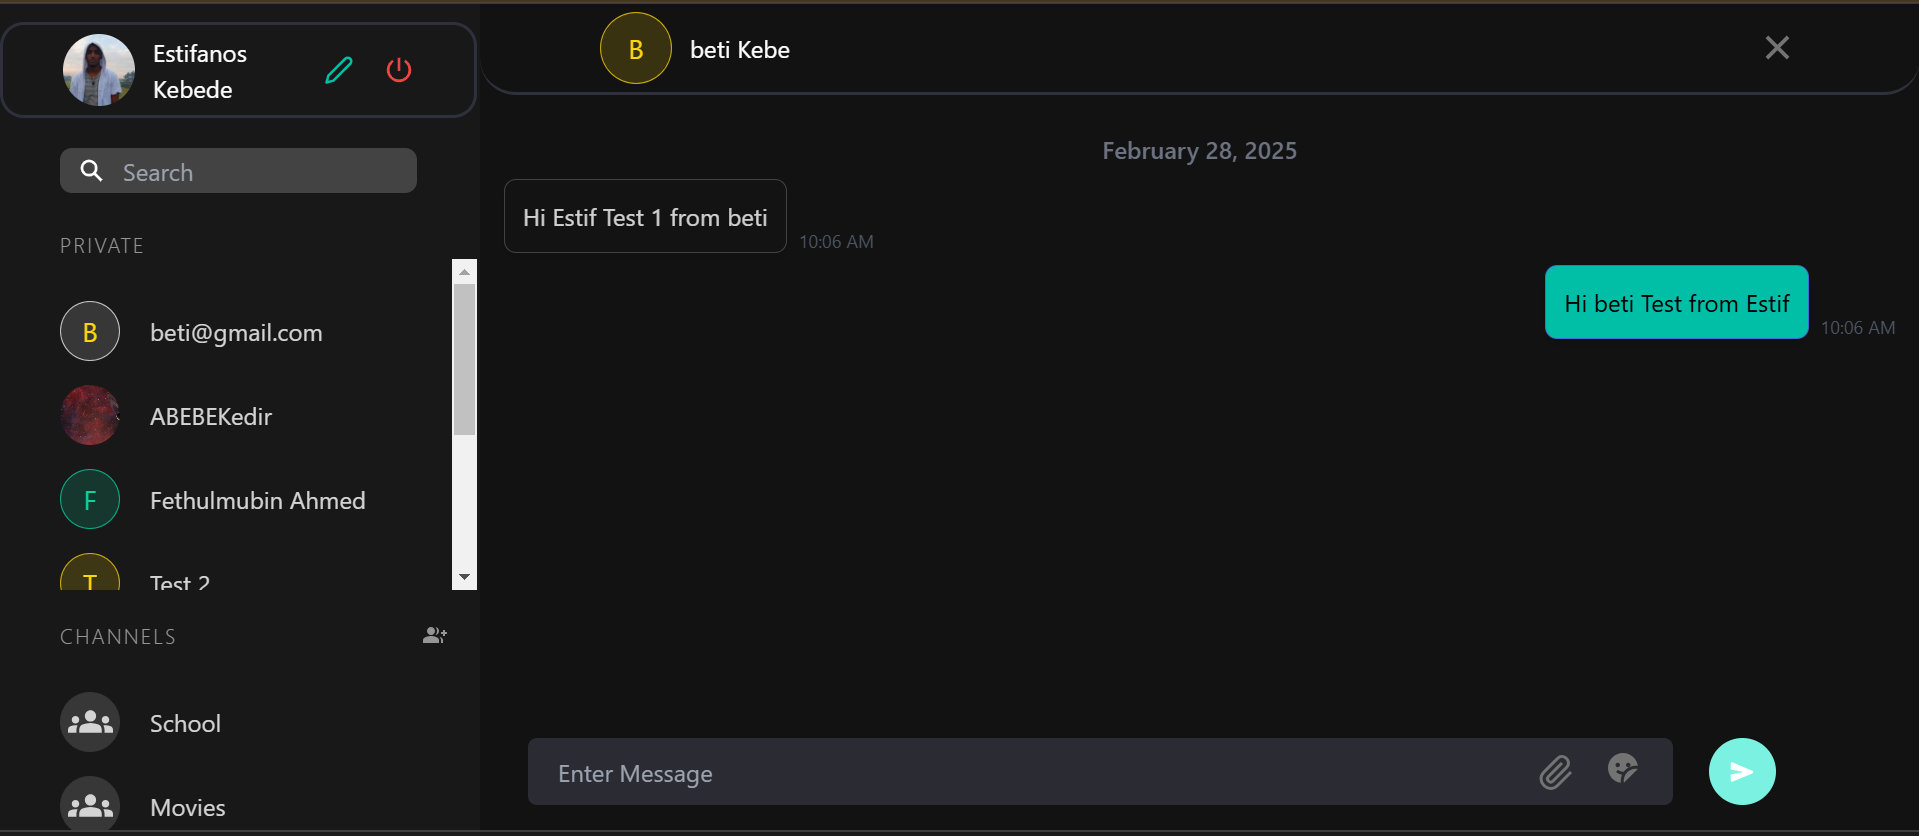 Estifanos
Kebede
Search
PRIVATE
B
beti@gmail.com
ABEBEKedir
F
Fethulmubin Ahmed
T
Test 2
CHANNELS
School
Movies
B
beti Kebe
February 28, 2025
Hi Estif Test 1 from beti
10:06 AM
Hi beti Test from Estif
10:06 AM
Enter Message